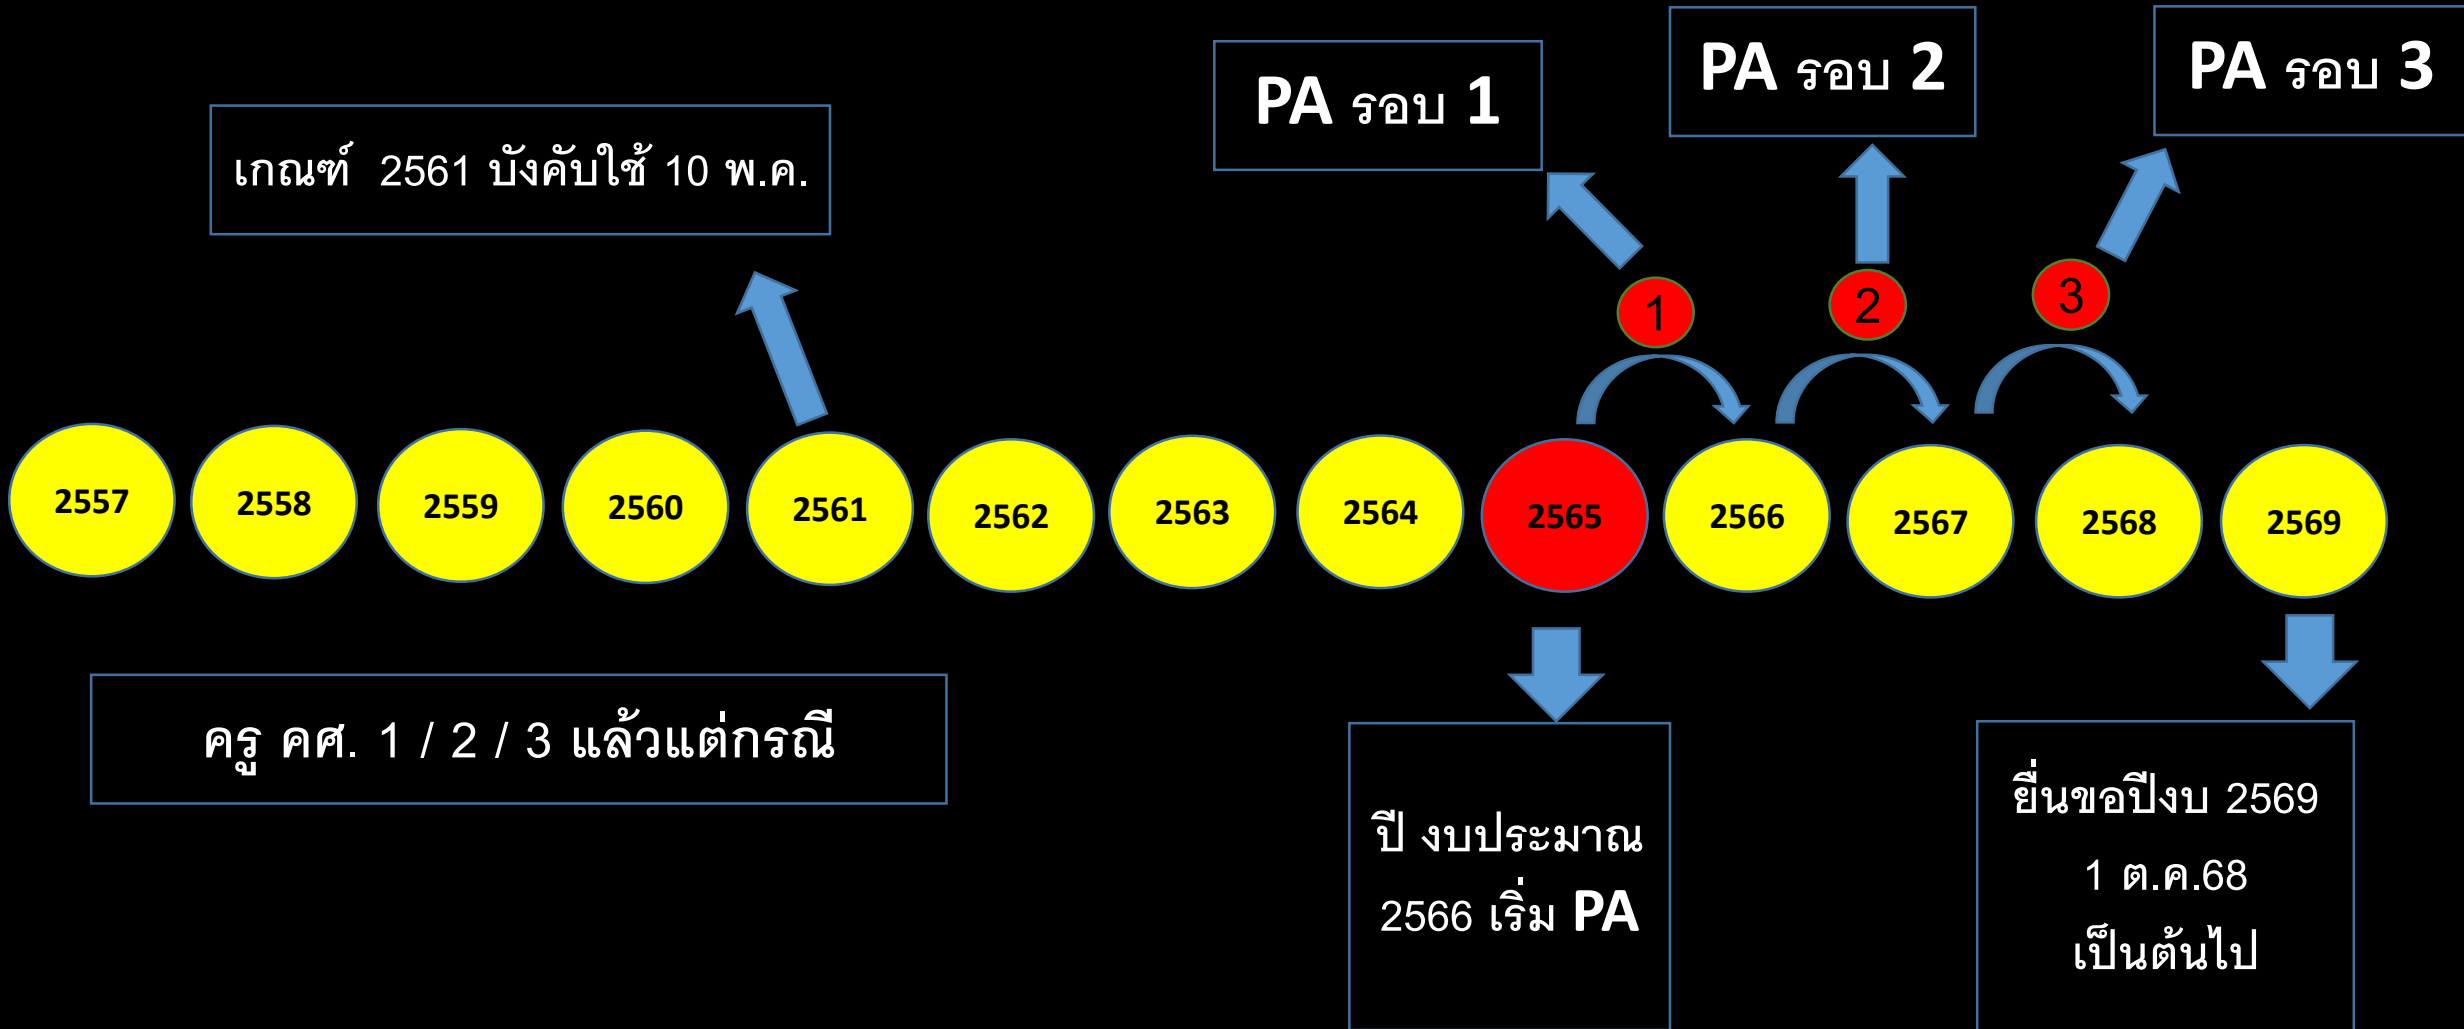 PA รอบ 1
PA รอบ 2
PA รอบ 3
เกณฑ์ 2561 บังคับใช้ 10 พ.ค.
1
2
3
2557
2558
2559
2560
2561
2562
2563
2564
2565
2566
2567
2568
2569
ครู คศ. 1 / 2 / 3 แล้วแต่กรณี
ปี งบประมาณ
2566 เริ่ม PA
ยื่นขอปีงบ 2569
1 ต.ค.68
เป็นต้นไป